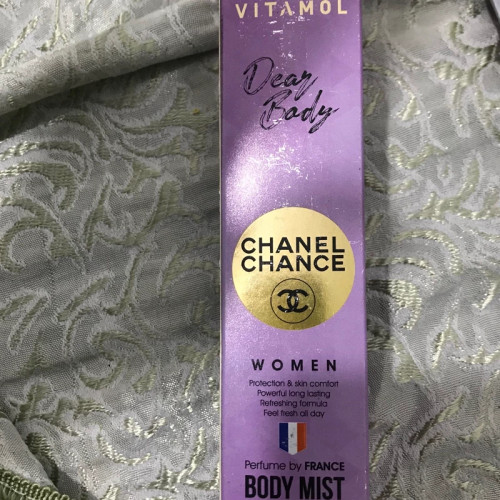 VITAMOL
Dear
Body
CHANEL
CHANCE
WOMEN
Protection & skin comfort
Powerful long lasting
Refreshing formula
Feel fresh all day
Perfume by FRANCE
BODY MIST